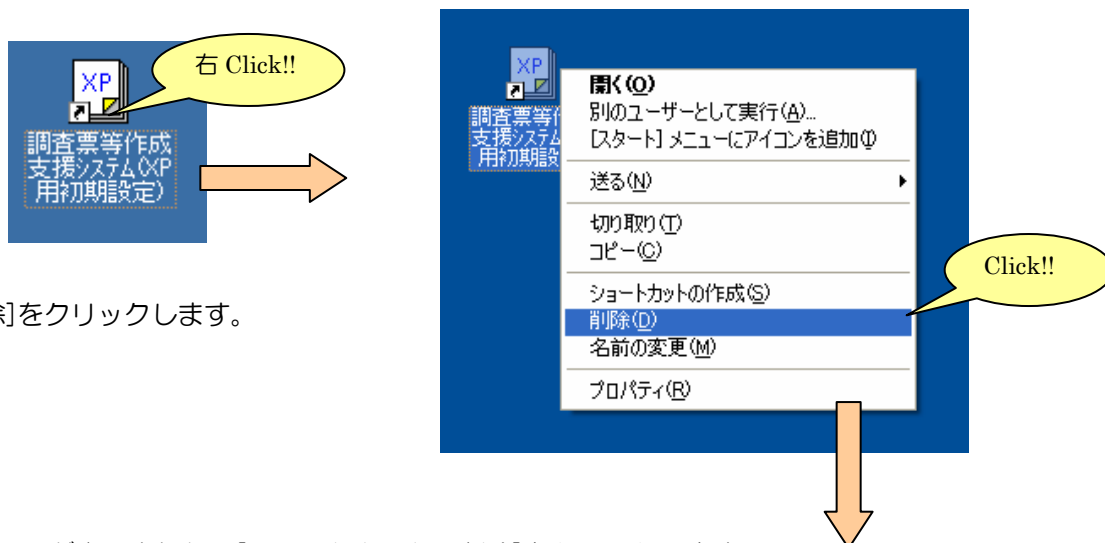 右 Click!!
XP
調査票等作成
支援システム(XP
用初期設定)
XP
調査票等
支援システム
用初期設
開く(O)
別のユーザーとして実行(A)...
[スタート] メニューにアイコンを追加(I)
送る(N)
切り取り(T)
コピー(C)
ショートカットの作成(S)
削除(D)
名前の変更(M)
プロパティ(R)
Click!!
]をクリックします。